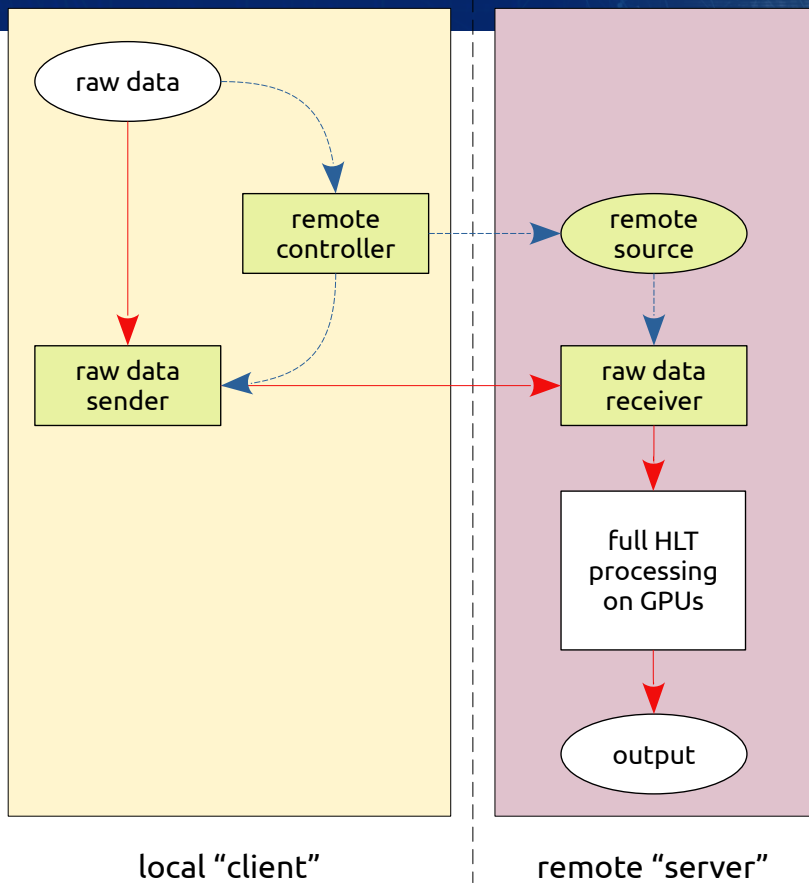 raw data
remote
controller
remote
source
raw data
sender
raw data
receiver
full HLT
processing
on GPUs
output
local “client”
remote “server”